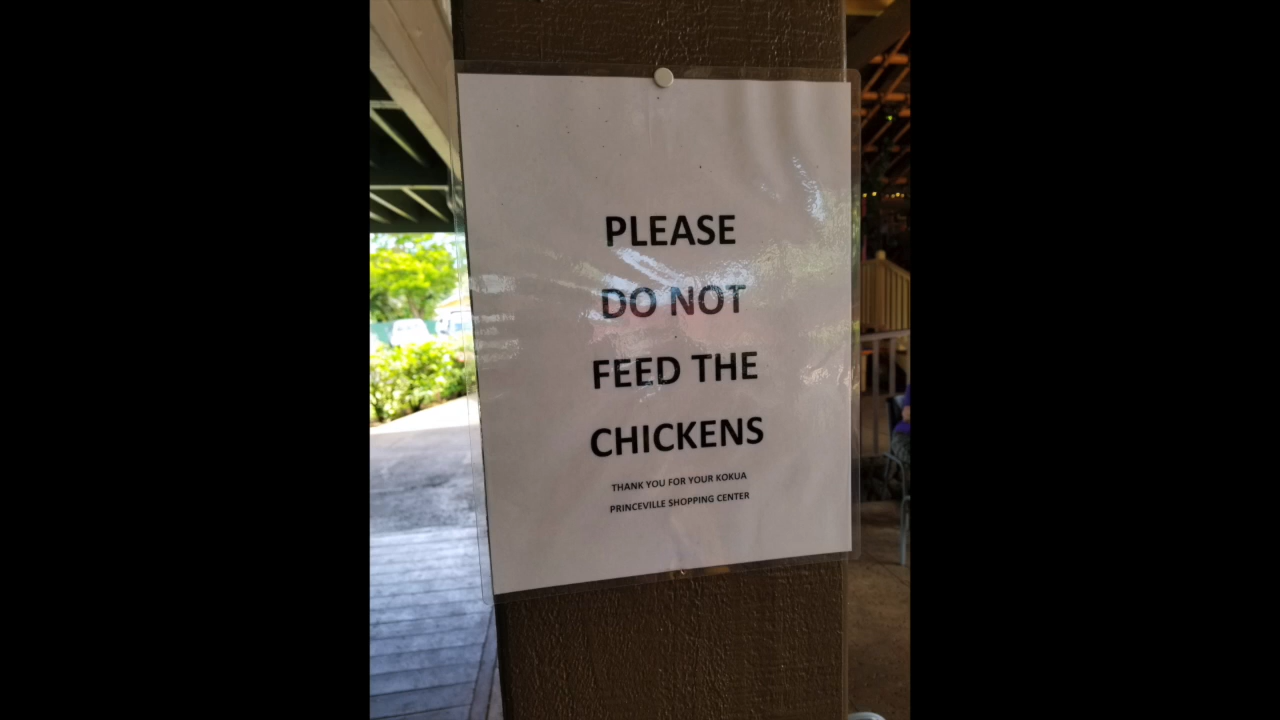 PLEASE
DO NOT
FEED THE
CHICKENS
THANK YOU FOR YOUR KOKUA
PRINCEVILLE SHOPPING CENTER